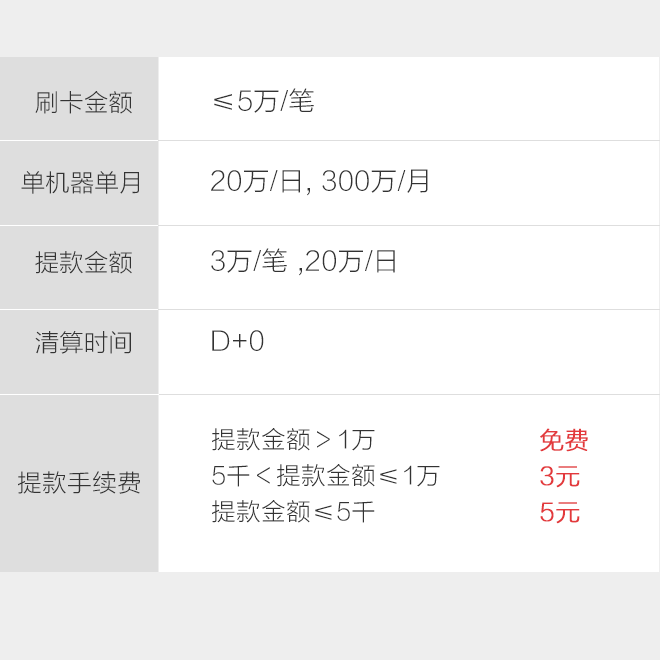 刷卡金额 ≤5万/笔
单机器单月 20万/日, 300万/月
提款金额 3万/笔 ,20万/日
清算时间 D+0
提款金额＞1万 免费
提款手续费 5千＜提款金额≤1万 3元
提款金额≤5千 5元